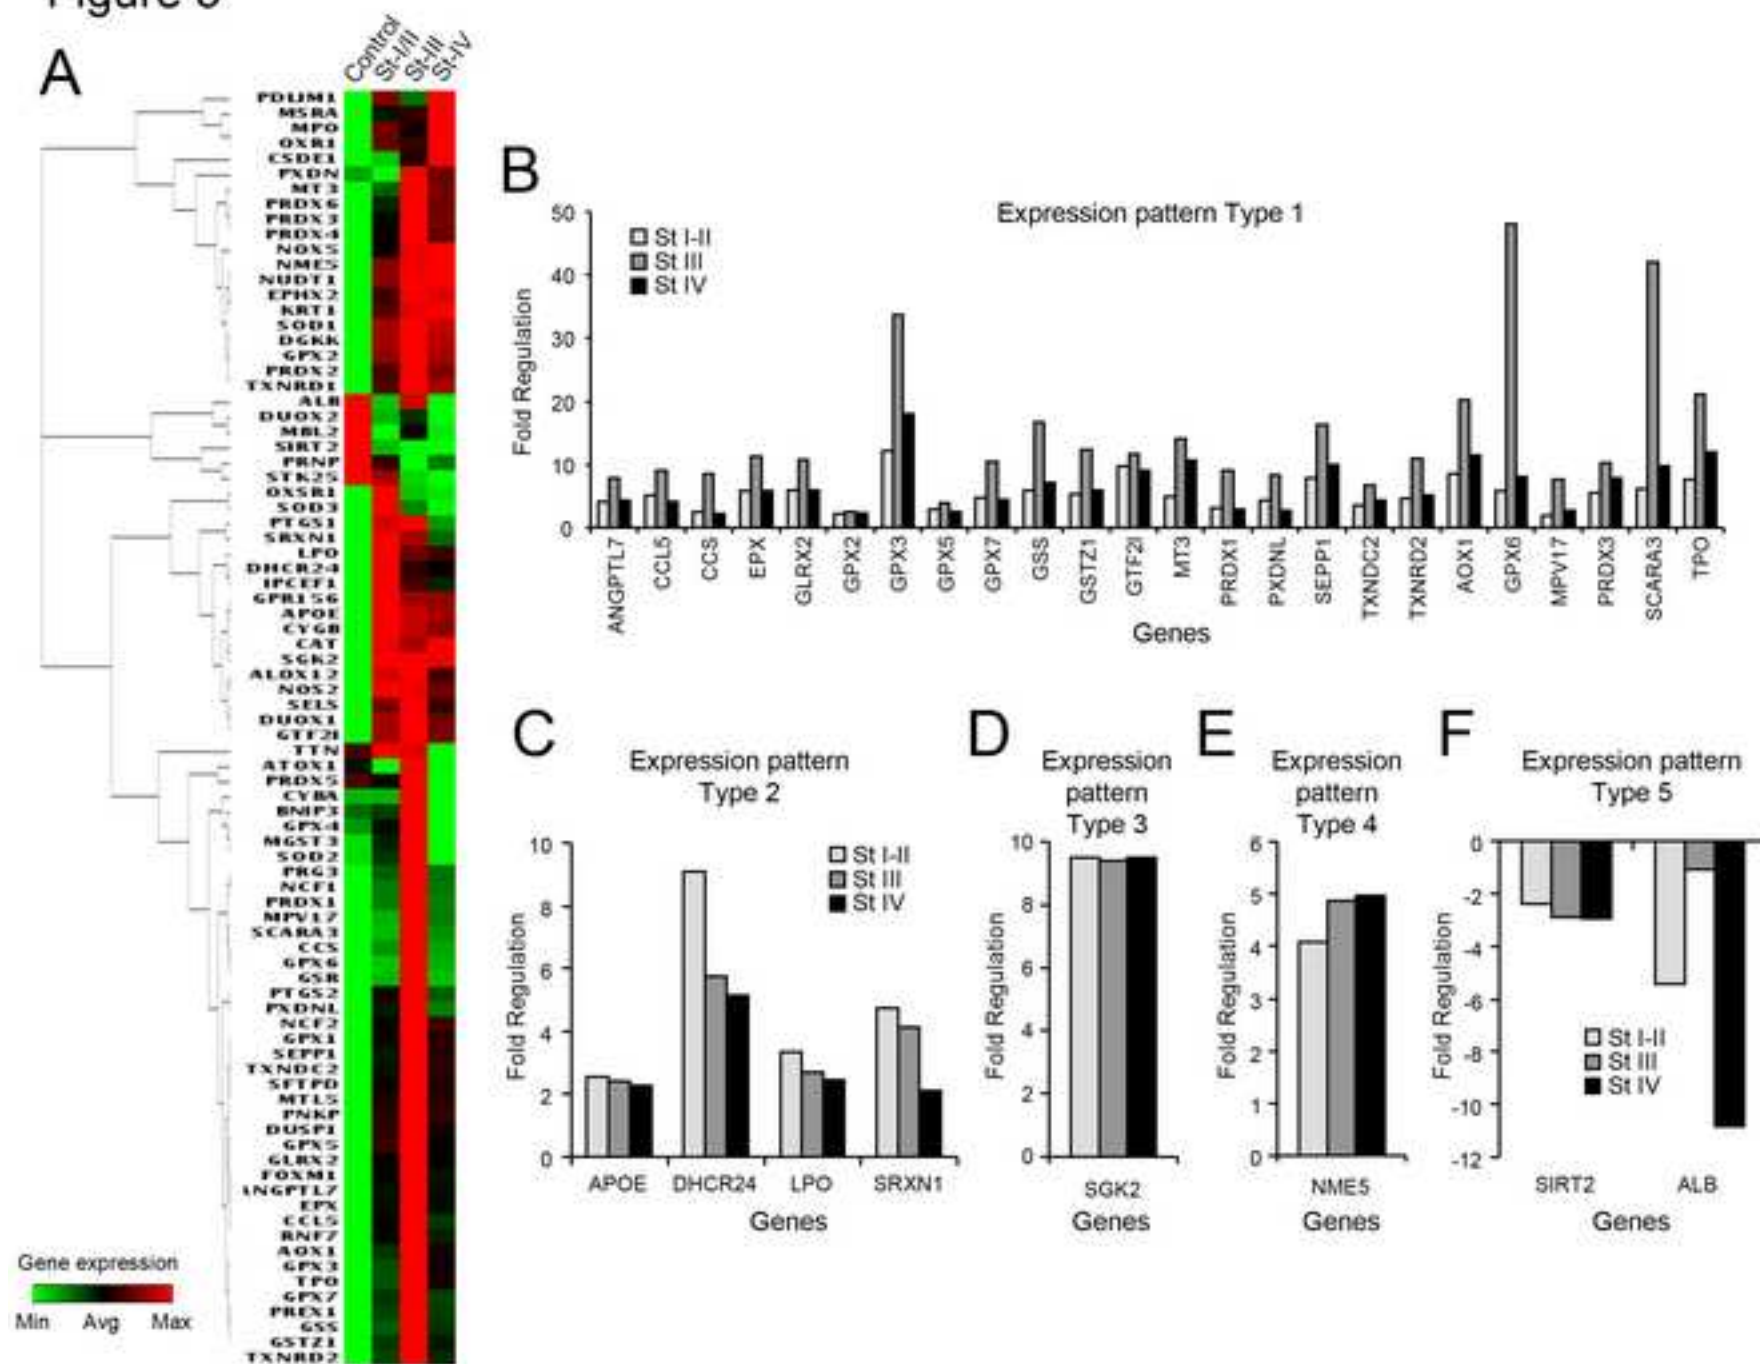 A
Control
St-I/II
St-III
St-IV
PDLIM1
MSRA
MPO
OXR1
CSDE1
PXDN
MT3
PRDX6
PRDX3
PRDX4
NOX5
NME5
NUDT1
EPHX2
KRT1
SOD1
DGKK
GPX2
PRDX2
TXNRD1
ALB
DUOX2
MBL2
SIRT2
PRNP
STK25
OXSR1
SOD3
PTGS1
SRXN1
LPO
DHCR24
IPCEF1
GPR156
APOE
CYGB
CAT
SGK2
ALOX12
NOS2
SELS
DUOX1
GTF2I
TTN
ATOX1
PRDX5
CYBA
BNIP3
GPX4
MGST3
SOD2
PRG3
NCF1
PRDX1
MPV17
SCARA3
CCS
GPX6
GSR
PTGS2
PXDNL
NCF2
GPX1
SEPP1
TXNDC2
SFTPD
MTL5
PNKP
DUSP1
GPX5
GLRX2
FOXM1
ANGPTL7
EPX
CCL5
RNF7
AOX1
GPX3
TPO
GPX7
PREX1
GSS
GSTZ1
TXNRD2
Gene expression
Min Avg Max
B
Expression pattern Type 1
St I-II
St III
St IV
Fold Regulation
50
40
30
20
10
0
ANGPTL7 CCL5 CCS EPX GLRX2 GPX2 GPX3 GPX5 GPX7 GSS GSTZ1 GTF2I MT3 PRDX1 PXDNL SEPP1 TXNDC2 TXNRD2 AOX1 GPX6 MPV17 PRDX3 SCARA3 TPO
Genes
C
Expression pattern
Type 2
St I-II
St III
St IV
Fold Regulation
10
8
6
4
2
0
APOE DHCR24 LPO SRXN1
Genes
D
Expression
pattern
Type 3
Fold Regulation
10
8
6
4
2
0
SGK2
Genes
E
Expression
pattern
Type 4
Fold Regulation
6
5
4
3
2
1
0
NME5
Genes
F
Expression pattern
Type 5
Fold Regulation
0
-2
-4
-6
-8
-10
-12
St I-II
St III
St IV
SIRT2 ALB
Genes